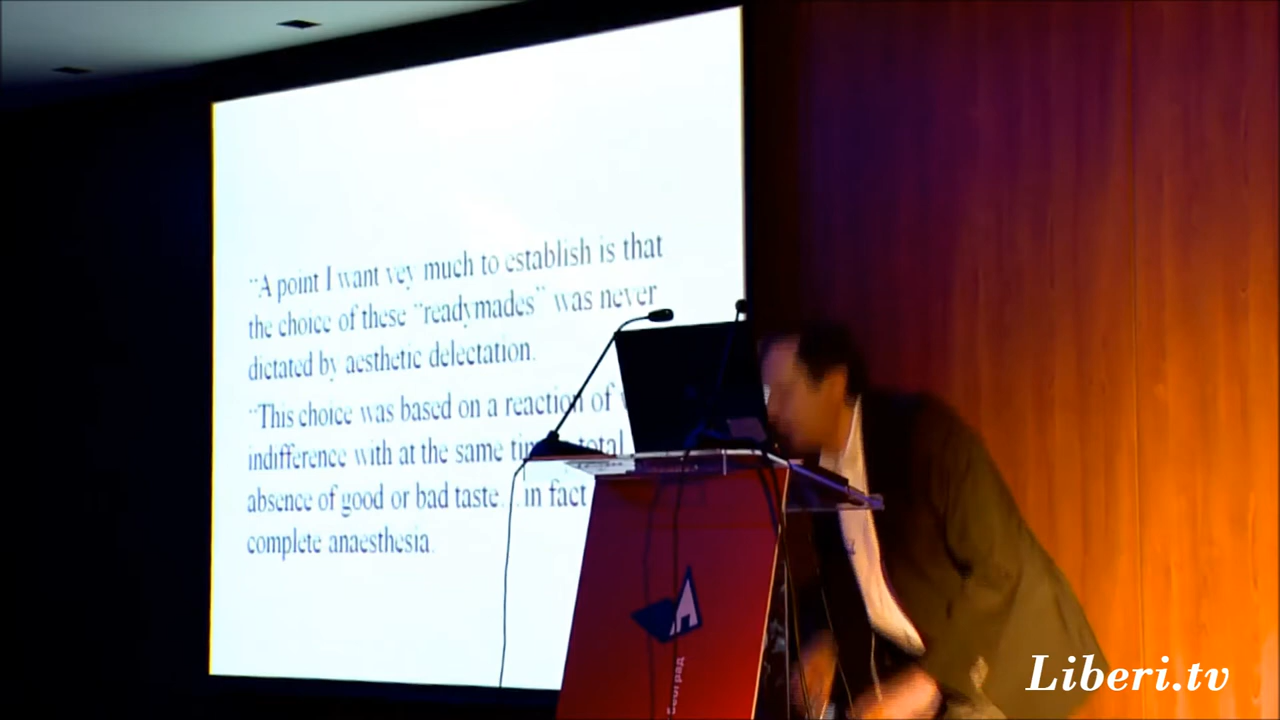 “A point I want vey much to establish is that
the choice of these “readymades” was never
dictated by aesthetic delectation.
“This choice was based on a reaction of
indifference with at the same time total
absence of good or bad taste... in fact
complete anaesthesia.
Београд
Liberi.tv